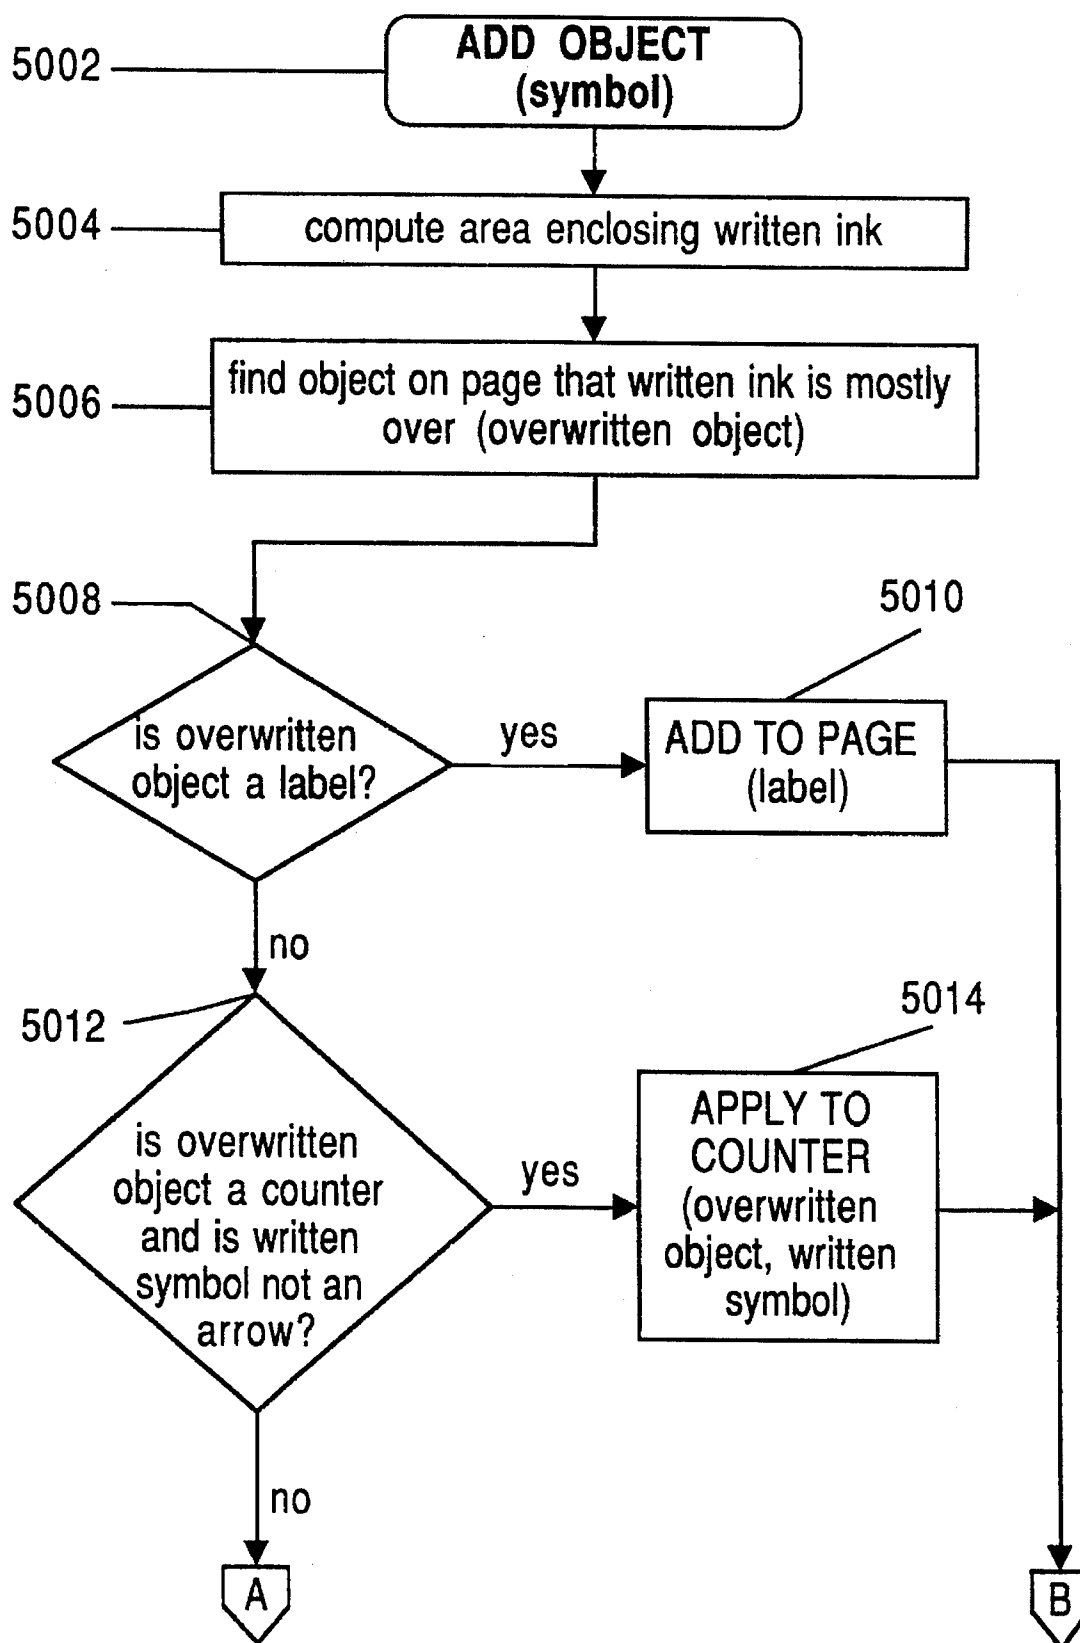 ADD OBJECT
(symbol)
5002
compute area enclosing written ink
5004
find object on page that written ink is mostly
over (overwritten object)
5006
5008
5010
is overwritten
object a label?
yes
ADD TO PAGE
(label)
no
5012
5014
is overwritten
object a counter
and is written
symbol not an
arrow?
yes
APPLY TO
COUNTER
(overwritten
object, written
symbol)
no
A
B